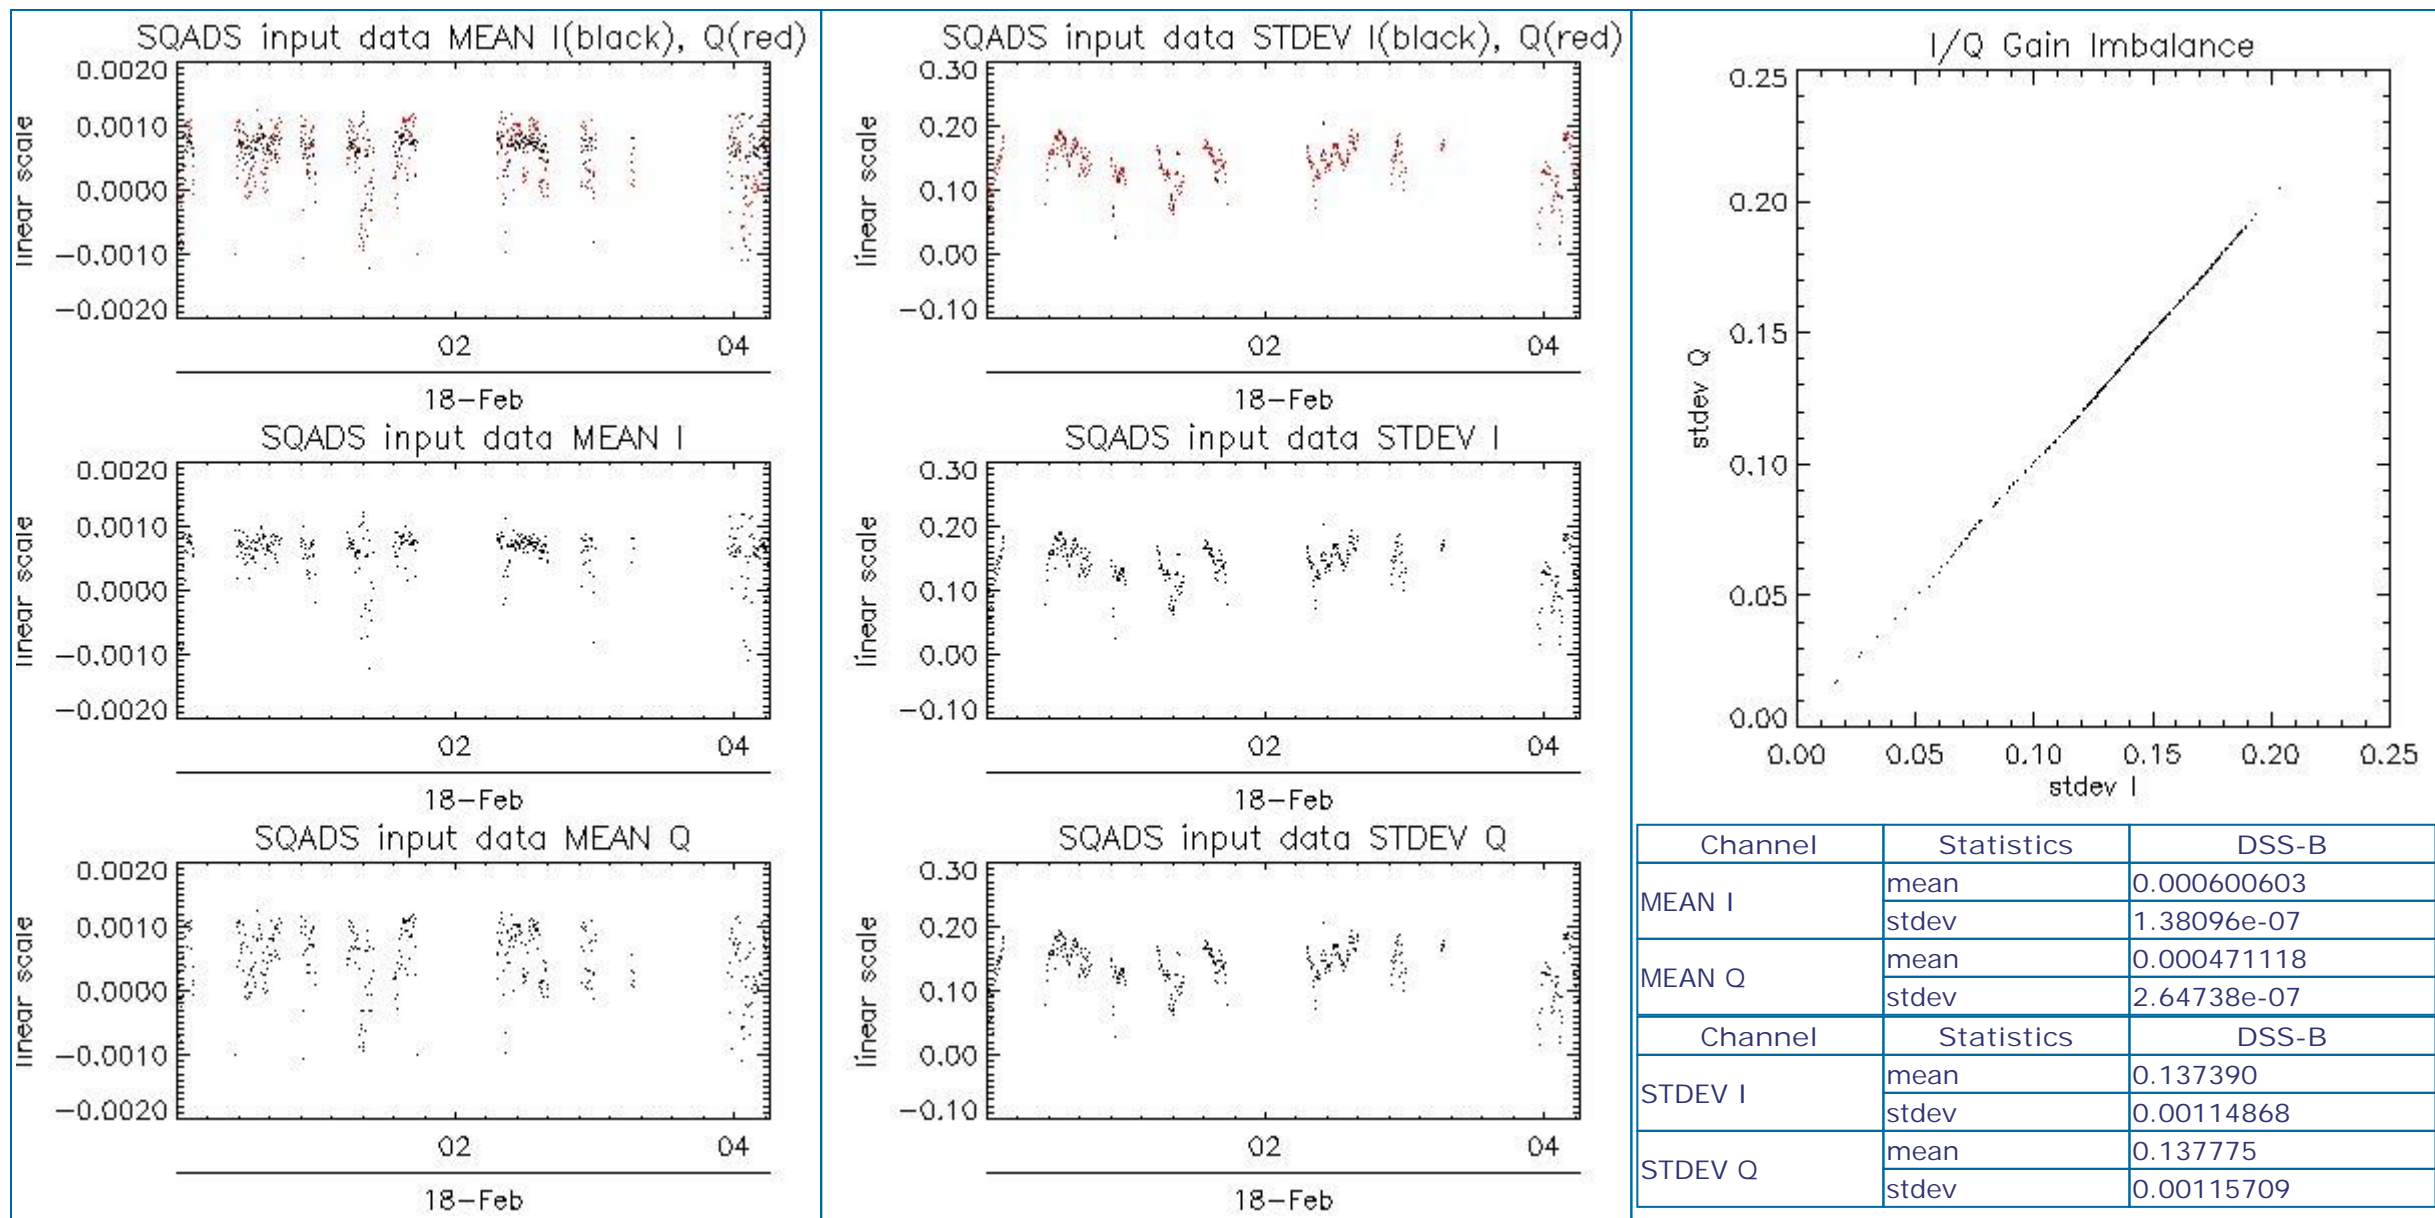 SQADS input data MEAN I(black), Q(red)
0.0020
0.0010
0.0000
−0.0010
−0.0020
linear scale
02 04
18−Feb
SQADS input data MEAN I
0.0020
0.0010
0.0000
−0.0010
−0.0020
linear scale
02 04
18−Feb
SQADS input data MEAN Q
0.0020
0.0010
0.0000
−0.0010
−0.0020
linear scale
02 04
18−Feb
SQADS input data STDEV I(black), Q(red)
0.30
0.20
0.10
0.00
−0.10
linear scale
02 04
18−Feb
SQADS input data STDEV I
0.30
0.20
0.10
0.00
−0.10
linear scale
02 04
18−Feb
SQADS input data STDEV Q
0.30
0.20
0.10
0.00
−0.10
linear scale
02 04
18−Feb
I/Q Gain Imbalance
0.25
0.20
0.15
0.10
0.05
0.00
stdev Q
0.00 0.05 0.10 0.15 0.20 0.25
stdev I
Channel Statistics DSS-B
MEAN I mean 0.000600603
stdev 1.38096e-07
MEAN Q mean 0.000471118
stdev 2.64738e-07
Channel Statistics DSS-B
STDEV I mean 0.137390
stdev 0.00114868
STDEV Q mean 0.137775
stdev 0.00115709